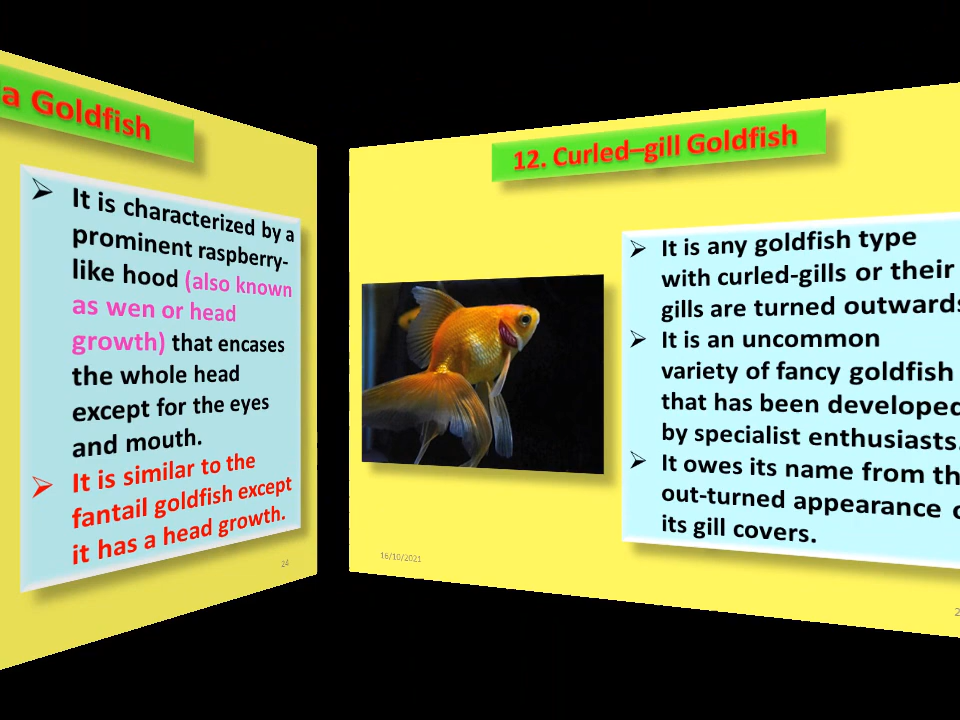 a Goldfish
➢ It is characterized by a
prominent raspberry-
like hood (also known
as wen or head
growth) that encases
the whole head
except for the eyes
and mouth.
➢ It is similar to the
fantail goldfish except
it has a head growth.
24
12. Curled–gill Goldfish
➢ It is any goldfish type
with curled-gills or their
gills are turned outwards
➢ It is an uncommon
variety of fancy goldfish
that has been developed
by specialist enthusiasts.
➢ It owes its name from th
out-turned appearance
its gill covers.
16/10/2021
2